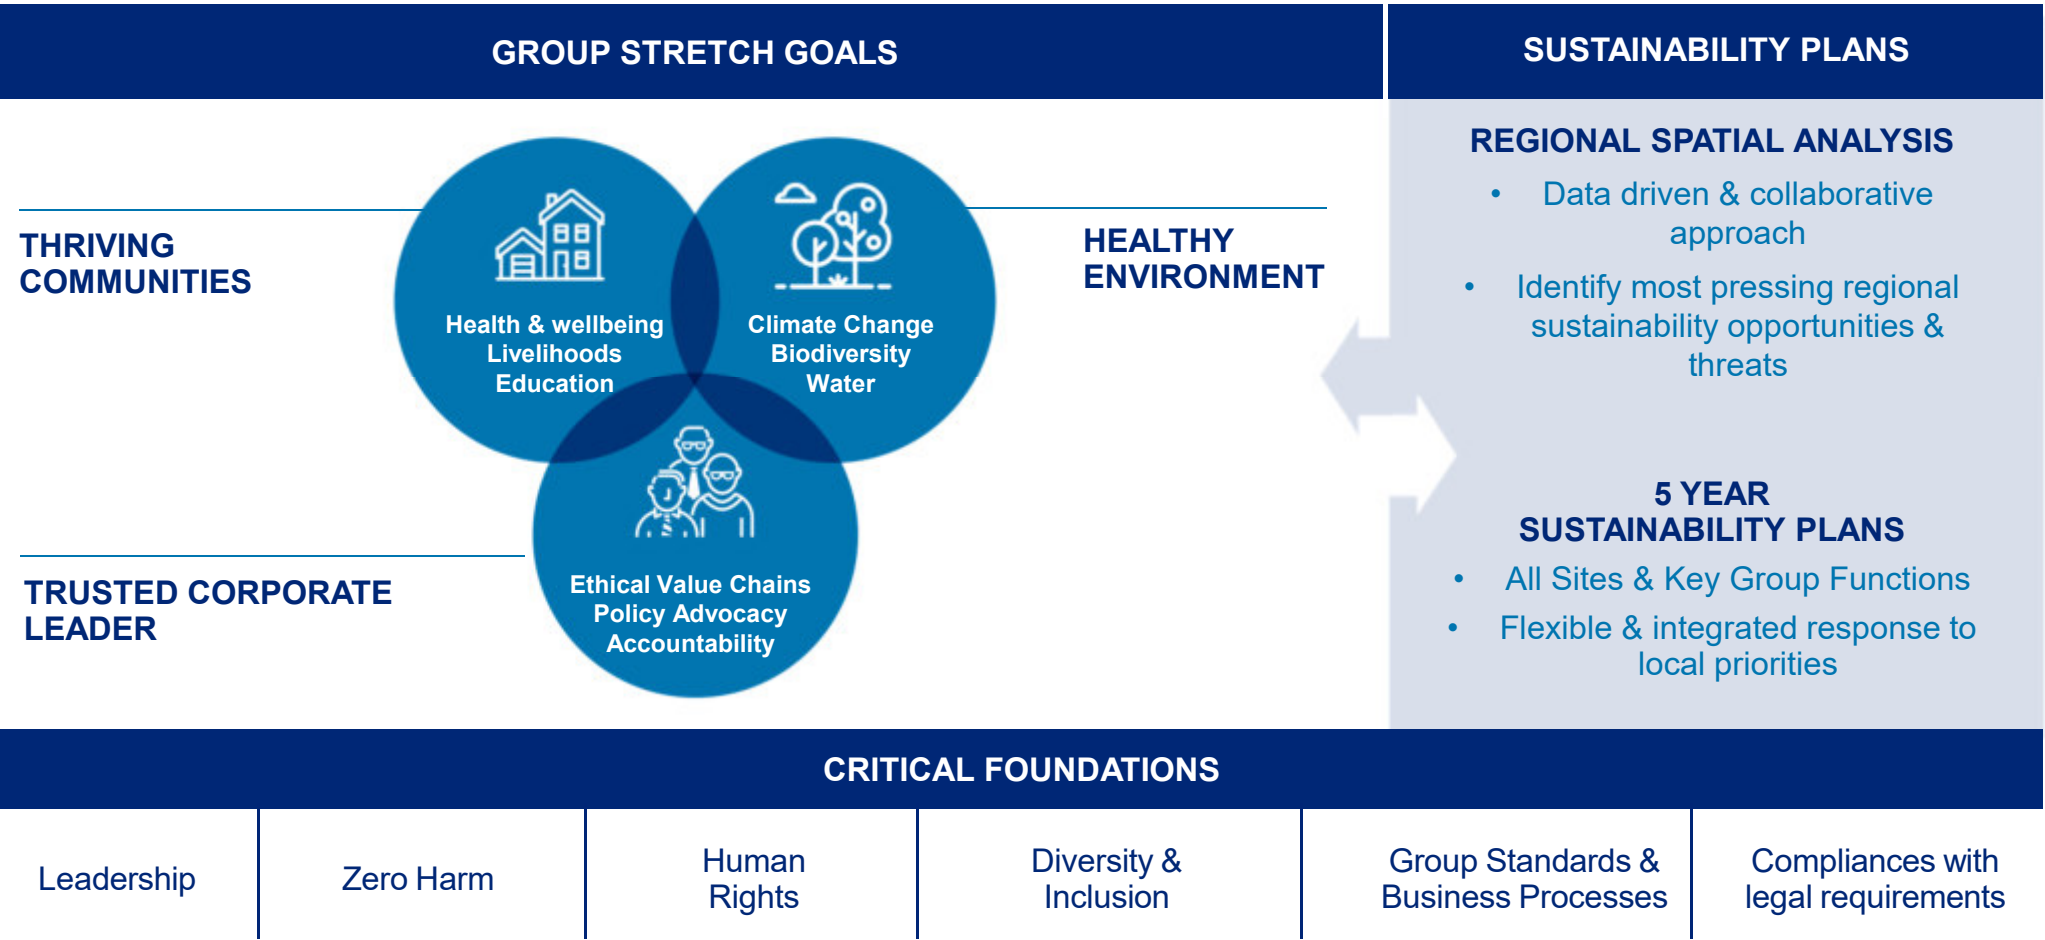 GROUP STRETCH GOALS
SUSTAINABILITY PLANS
THRIVING
COMMUNITIES
Health & wellbeing
Livelihoods
Education
Climate Change
Biodiversity
Water
HEALTHY
ENVIRONMENT
TRUSTED CORPORATE
LEADER
Ethical Value Chains
Policy Advocacy
Accountability
REGIONAL SPATIAL ANALYSIS
• Data driven & collaborative
approach
• Identify most pressing regional
sustainability opportunities &
threats
5 YEAR
SUSTAINABILITY PLANS
• All Sites & Key Group Functions
• Flexible & integrated response to
local priorities
CRITICAL FOUNDATIONS
Leadership
Zero Harm
Human
Rights
Diversity &
Inclusion
Group Standards &
Business Processes
Compliances with
legal requirements